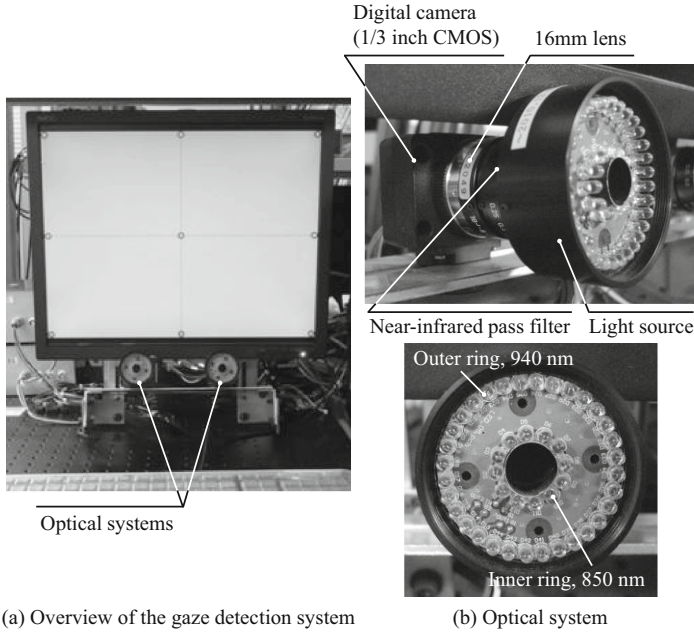 Digital camera
(1/3 inch CMOS)
16mm lens
Near-infrared pass filter
Light source
Outer ring, 940 nm
Inner ring, 850 nm
Optical systems
(a) Overview of the gaze detection system
(b) Optical system